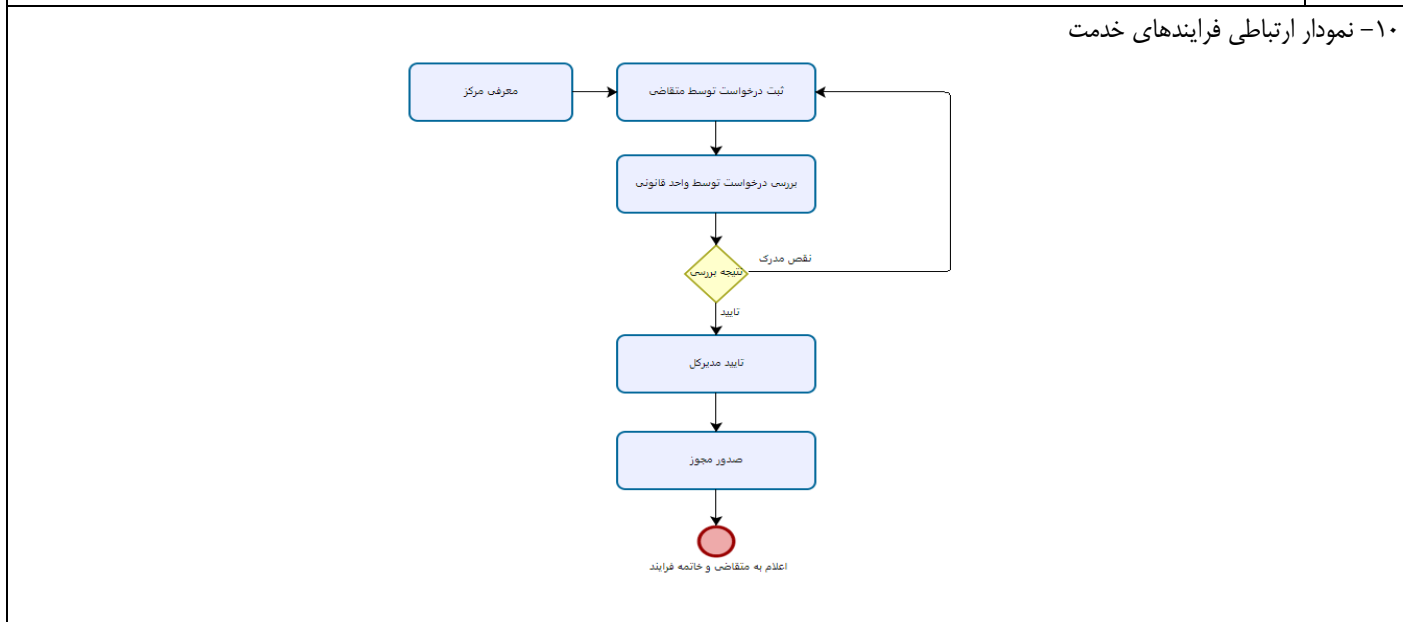 ۱۰- نمودار ارتباطی فرایندهای خدمت
معرفی مرکز
ثبت درخواست توسط متقاضی
بررسی درخواست توسط واحد قانونی
نتیجه بررسی
نقص مدرک
تایید
تایید مدیرکل
صدور مجوز
اعلام به متقاضی و خاتمه فرایند